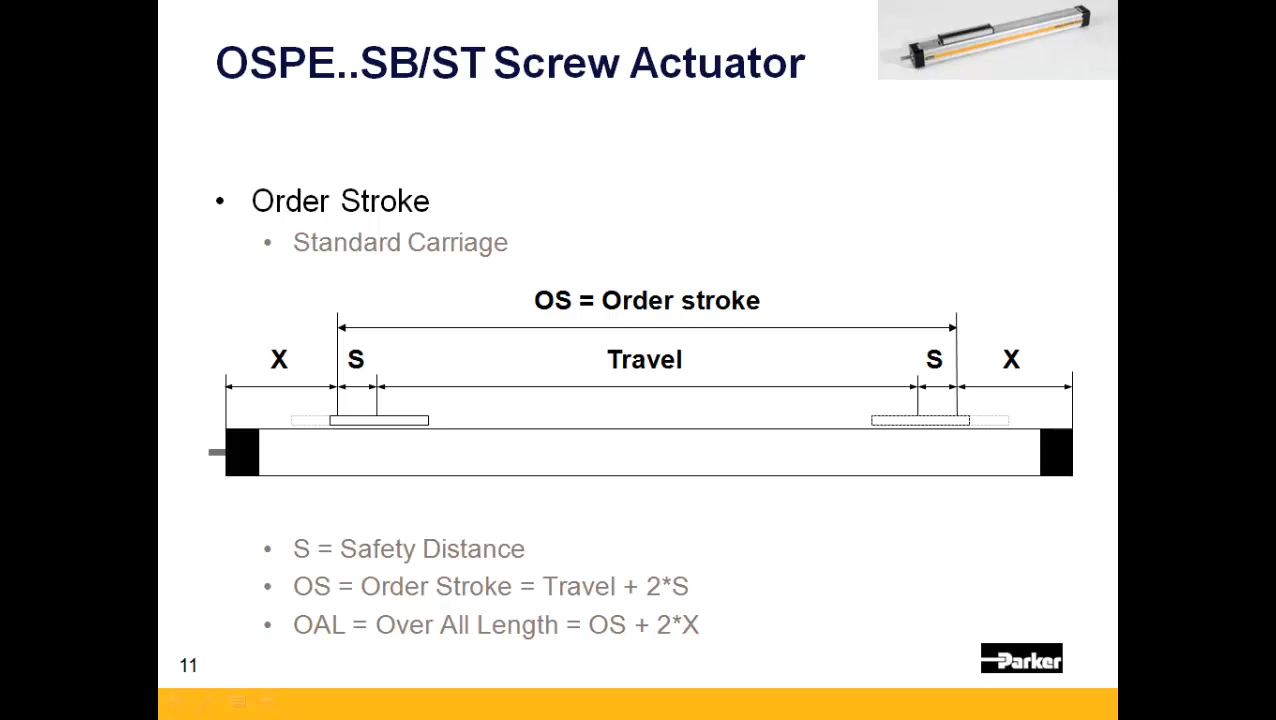 OSPE..SB/ST Screw Actuator
• Order Stroke
• Standard Carriage
OS = Order stroke
X S Travel S X
• S = Safety Distance
• OS = Order Stroke = Travel + 2*S
• OAL = Over All Length = OS + 2*X
11
Parker